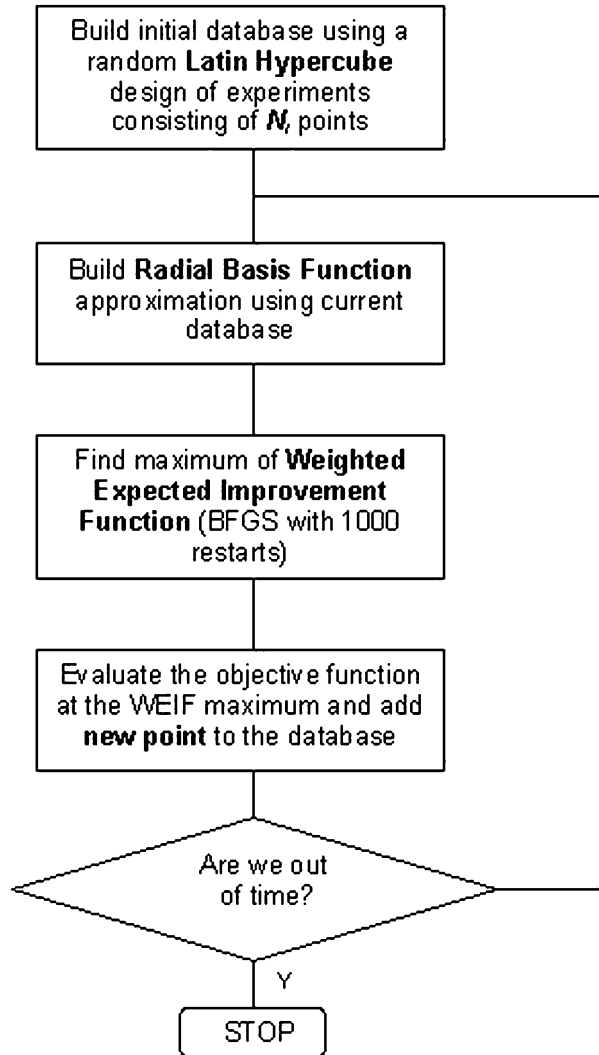 Build initial database using a
random Latin Hypercube
design of experiments
consisting of Nᵢ points
Build Radial Basis Function
approximation using current
database
Find maximum of Weighted
Expected Improvement
Function (BFGS with 1000
restarts)
Evaluate the objective function
at the WEIF maximum and add
new point to the database
Are we out
of time?
Y
STOP